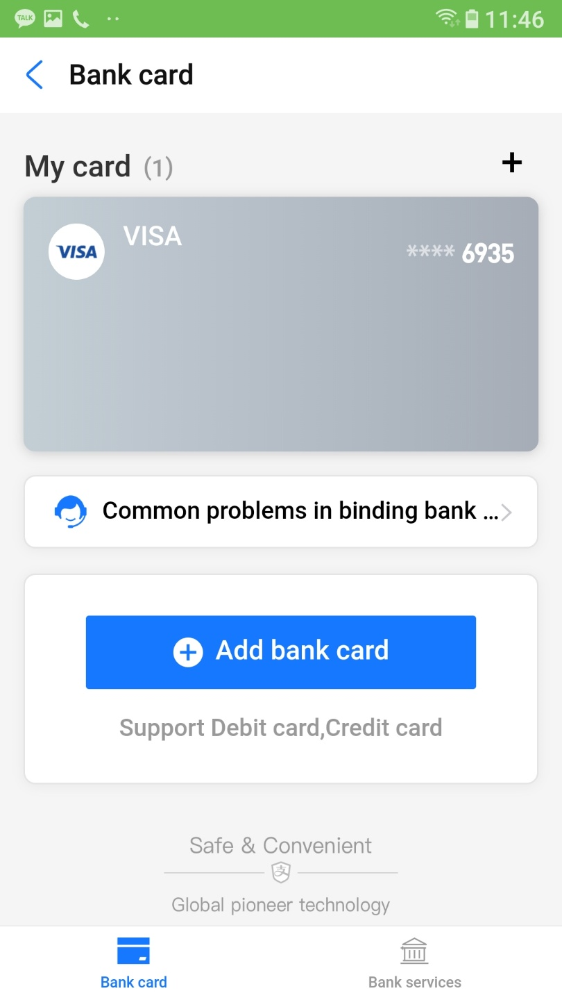 TALK
11:46
Bank card
My card (1)
+
VISA
VISA
**** 6935
Common problems in binding bank ...
Add bank card
Support Debit card,Credit card
Safe & Convenient
支
Global pioneer technology
Bank card
Bank services